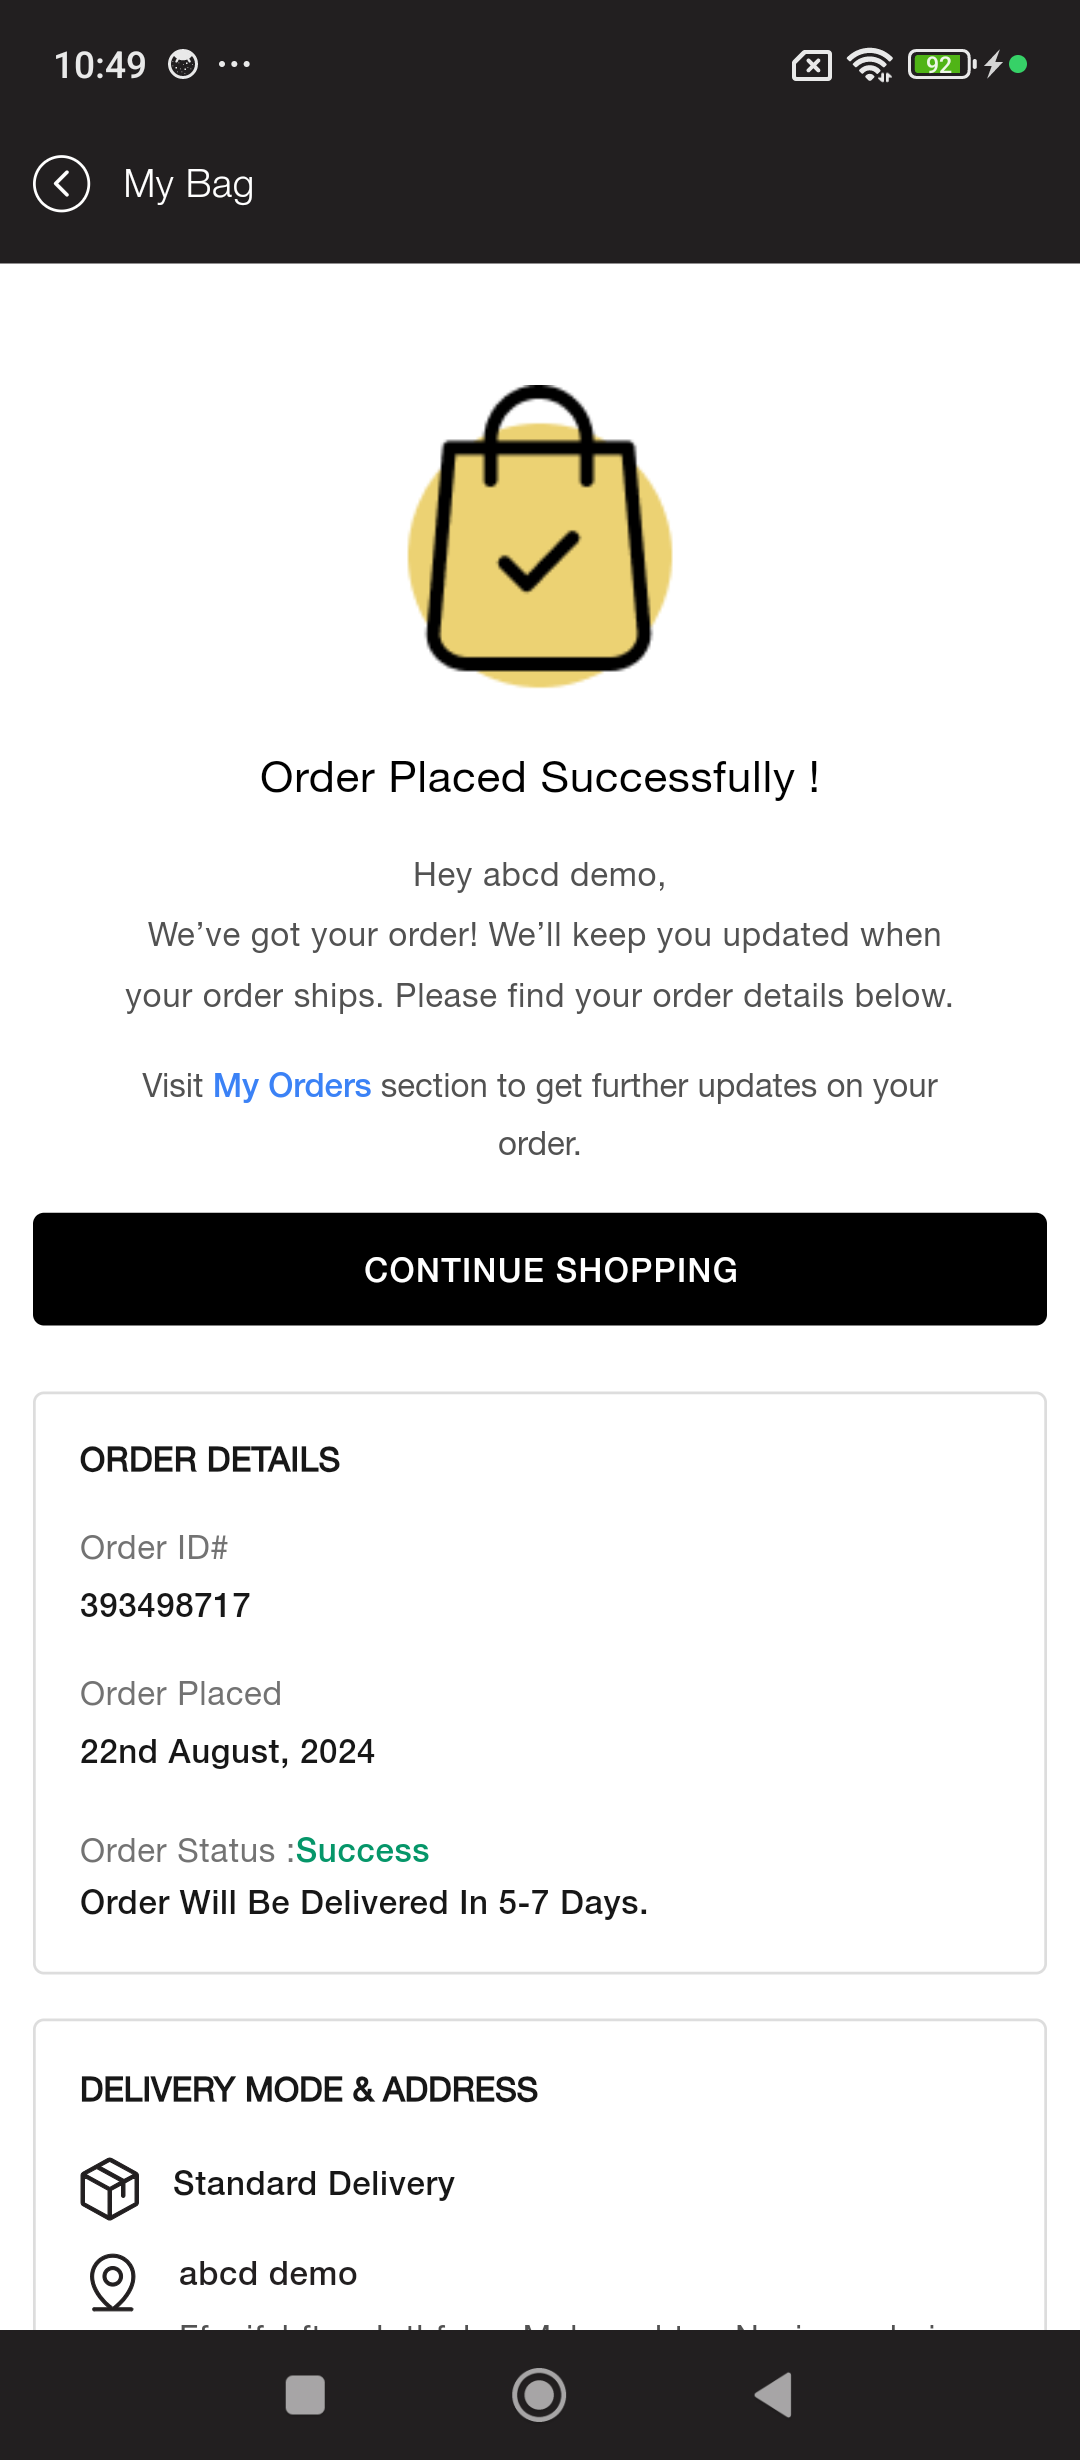 10:49
92
My Bag
Order Placed Successfully !
Hey abcd demo,
We’ve got your order! We’ll keep you updated when
your order ships. Please find your order details below.
Visit My Orders section to get further updates on your
order.
CONTINUE SHOPPING
ORDER DETAILS
Order ID#
393498717
Order Placed
22nd August, 2024
Order Status :Success
Order Will Be Delivered In 5-7 Days.
DELIVERY MODE & ADDRESS
Standard Delivery
abcd demo